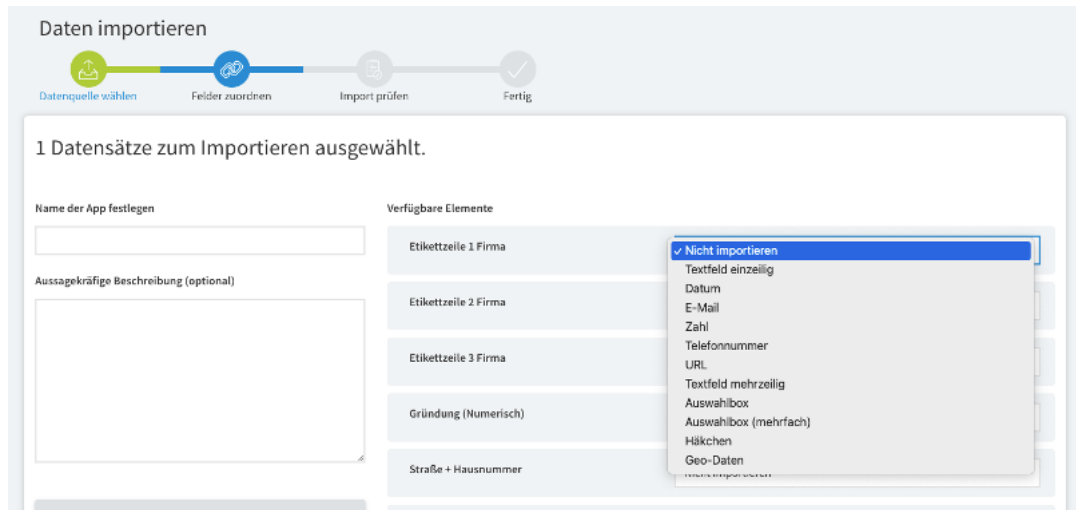 Daten importieren
Datenquelle wählen
Felder zuordnen
Import prüfen
Fertig
1 Datensätze zum Importieren ausgewählt.
Name der App festlegen
Aussagekräftige Beschreibung (optional)
Verfügbare Elemente
Etikettzeile 1 Firma
Etikettzeile 2 Firma
Etikettzeile 3 Firma
Gründung (Numerisch)
Straße + Hausnummer
✓ Nicht importieren
Textfeld einzeilig
Datum
E-Mail
Zahl
Telefonnummer
URL
Textfeld mehrzeilig
Auswahlbox
Auswahlbox (mehrfach)
Häkchen
Geo-Daten
Nicht importieren